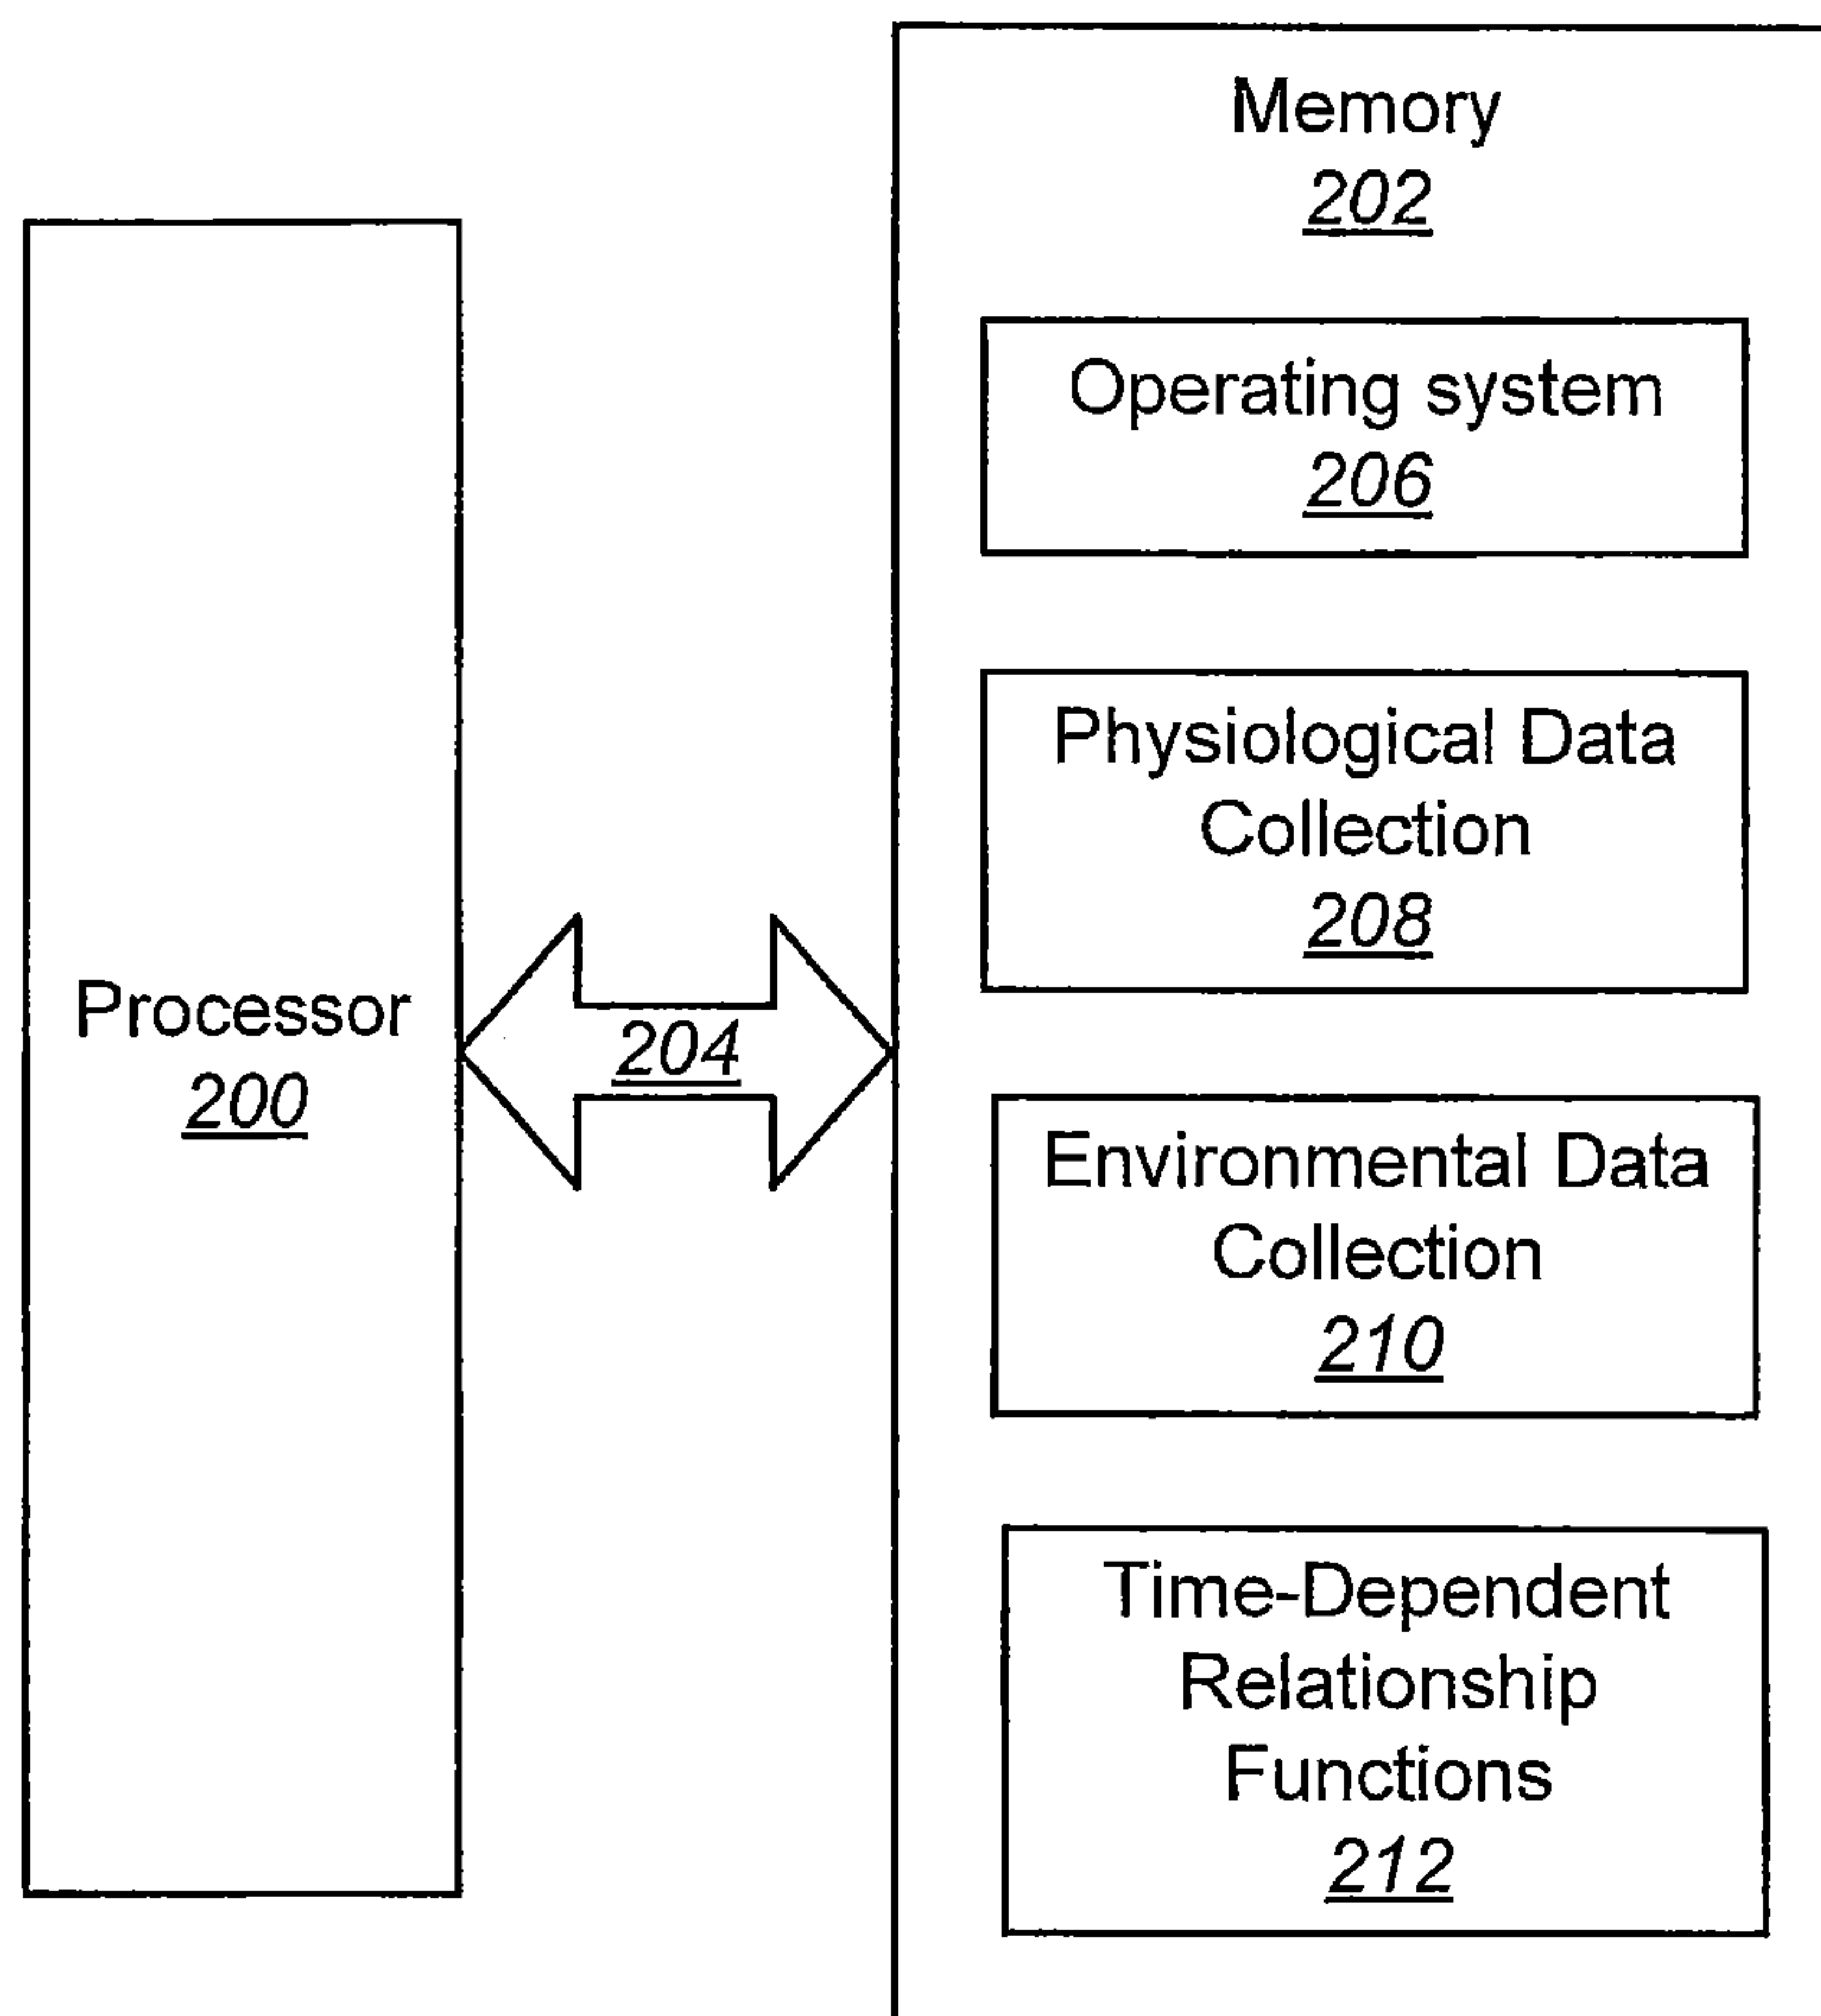 Memory
202
Operating system
206
Physiological Data
Collection
208
Processor
200
204
Environmental Data
Collection
210
Time-Dependent
Relationship
Functions
212